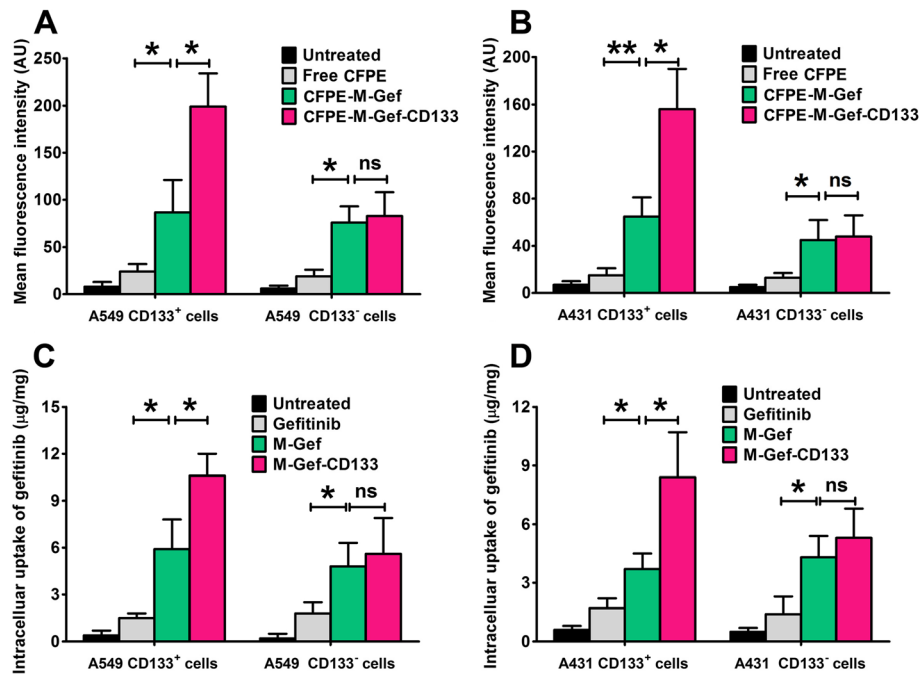 A
Mean fluorescence intensity (AU)
250
200
150
100
50
0
* *
* ns
Untreated
Free CFPE
CFPE-M-Gef
CFPE-M-Gef-CD133
A549 CD133⁺ cells
A549 CD133⁻ cells
B
Mean fluorescence intensity (AU)
200
160
120
80
40
0
** *
* ns
Untreated
Free CFPE
CFPE-M-Gef
CFPE-M-Gef-CD133
A431 CD133⁺ cells
A431 CD133⁻ cells
C
Intracelluar uptake of gefitinib (μg/mg)
15
12
9
6
3
0
* *
* ns
Untreated
Gefitinib
M-Gef
M-Gef-CD133
A549 CD133⁺ cells
A549 CD133⁻ cells
D
Intracelluar uptake of gefitinib (μg/mg)
12
9
6
3
0
* *
* ns
Untreated
Gefitinib
M-Gef
M-Gef-CD133
A431 CD133⁺ cells
A431 CD133⁻ cells